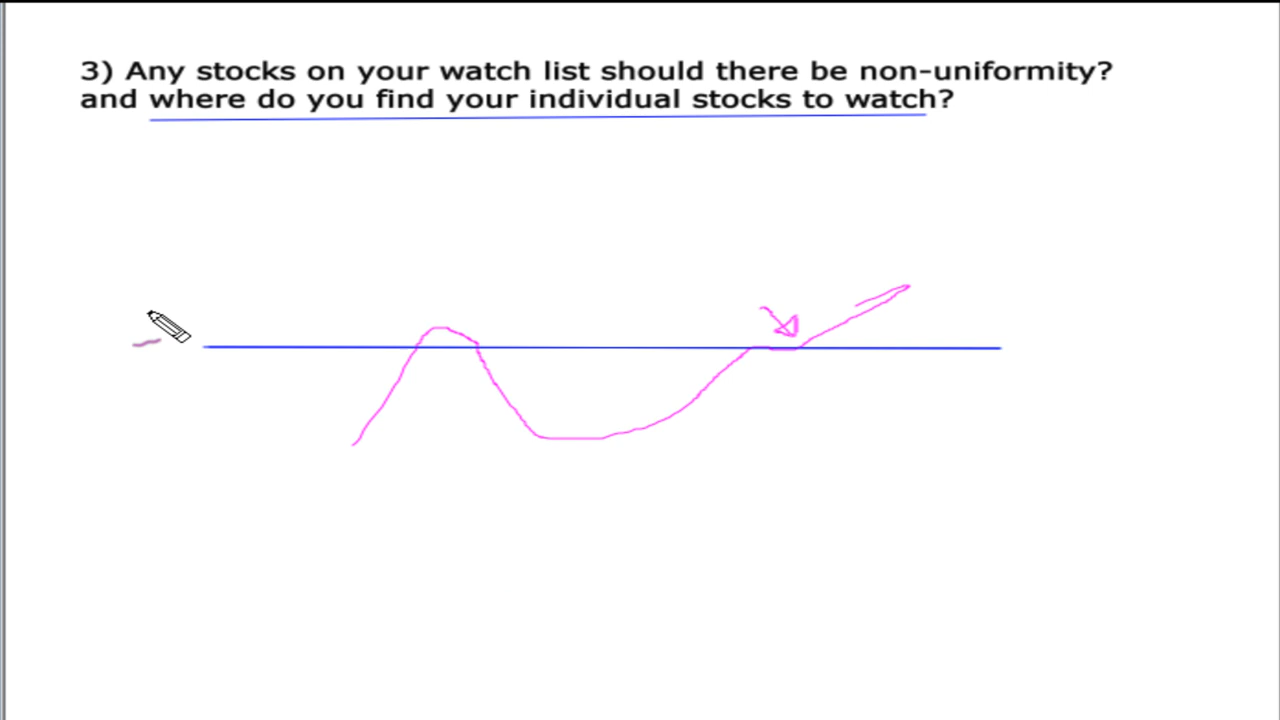 3) Any stocks on your watch list should there be non-uniformity?
and where do you find your individual stocks to watch?